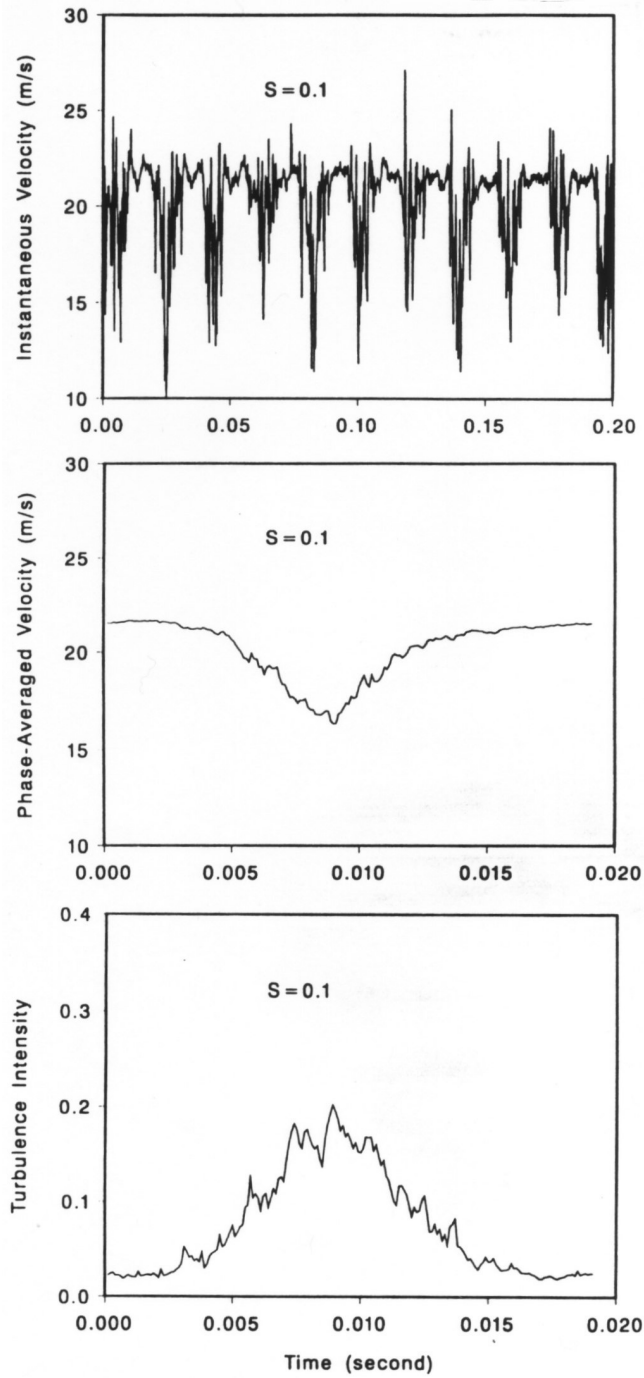 Instantaneous Velocity (m/s)
30
25
20
15
10
S = 0.1
0.00 0.05 0.10 0.15 0.20
Phase-Averaged Velocity (m/s)
30
25
20
15
10
S = 0.1
0.000 0.005 0.010 0.015 0.020
Turbulence Intensity
0.4
0.3
0.2
0.1
0.0
S = 0.1
0.000 0.005 0.010 0.015 0.020
Time (second)